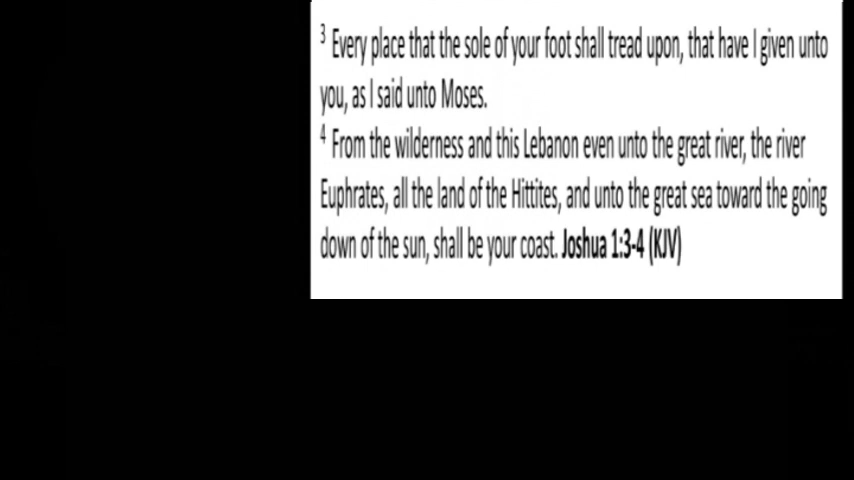 3 Every place that the sole of your foot shall tread upon, that have I given unto
you, as I said unto Moses.
4 From the wilderness and this Lebanon even unto the great river, the river
Euphrates, all the land of the Hittites, and unto the great sea toward the going
down of the sun, shall be your coast. Joshua 1:3-4 (KJV)